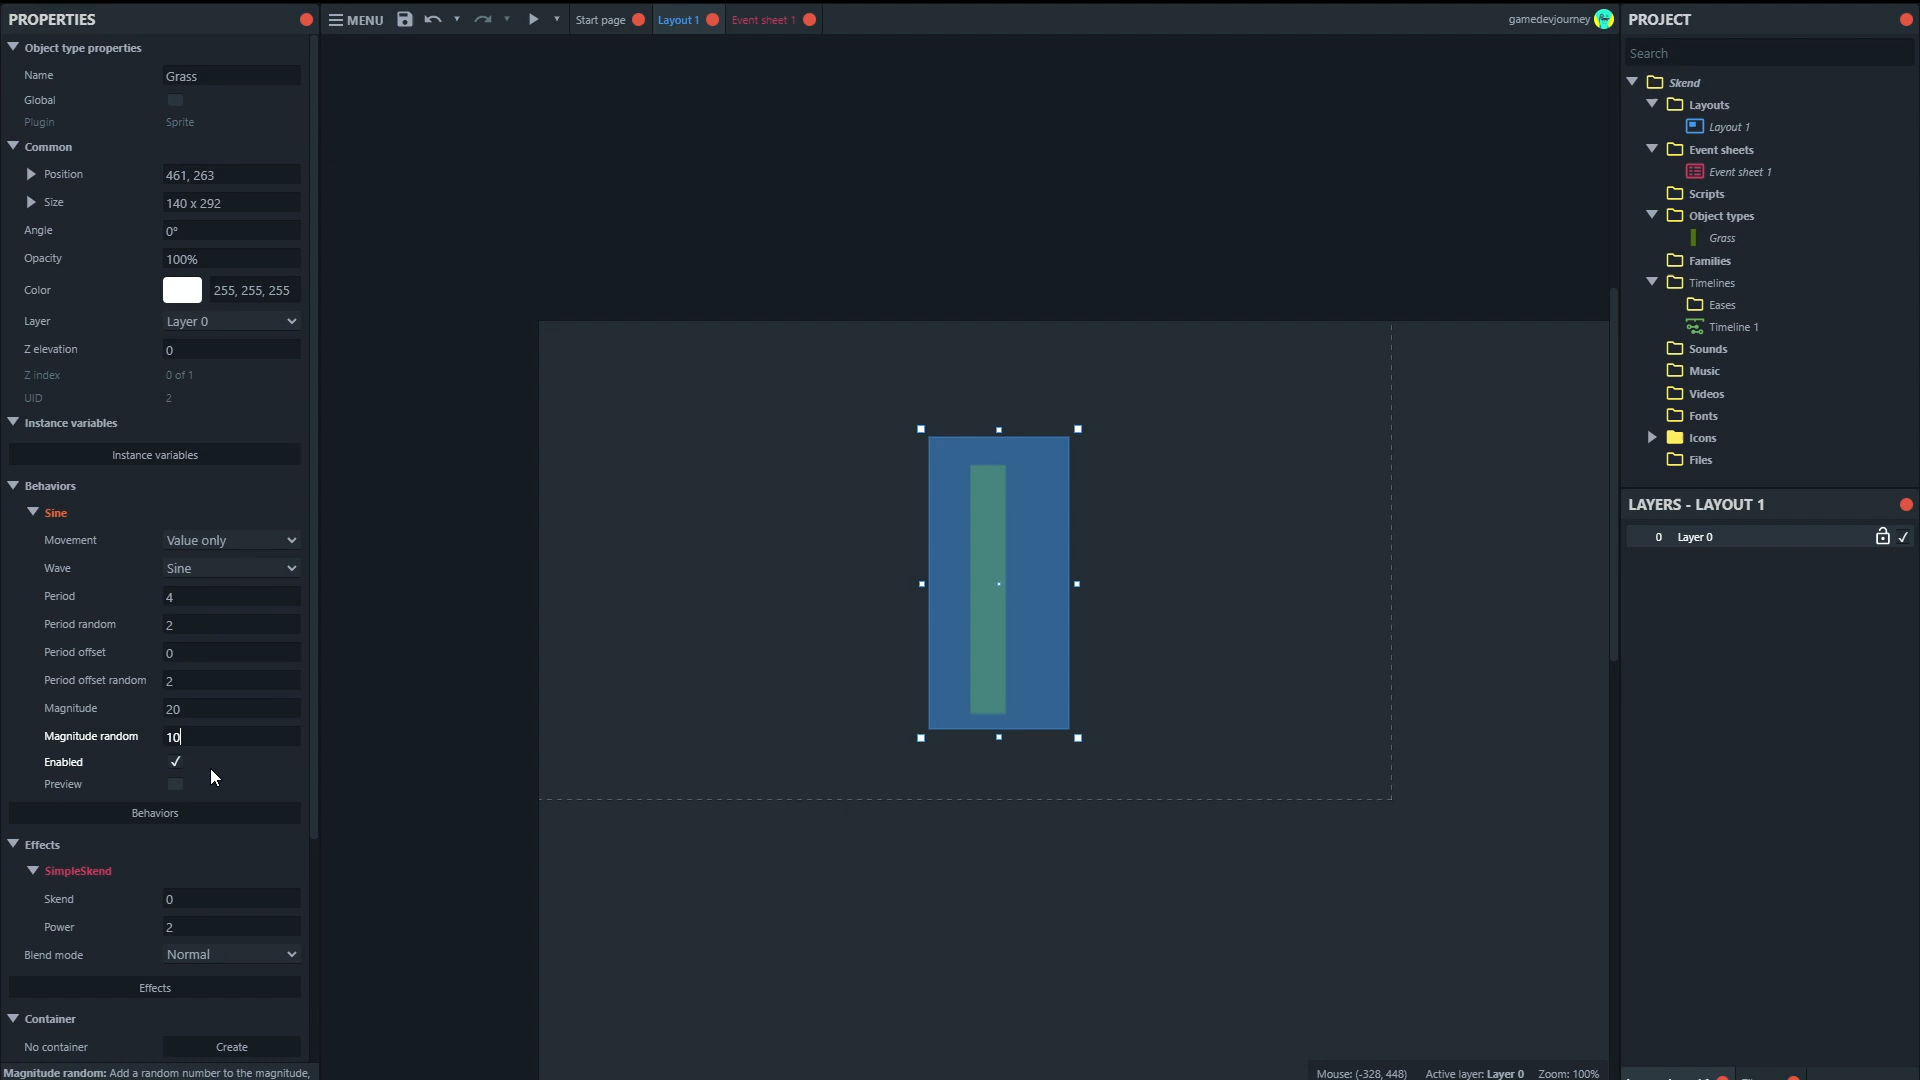 PROPERTIES
Object type properties
Name Grass
Global
Plugin Sprite
Common
Position 461, 263
Size 140 x 292
Angle 0°
Opacity 100%
Color 255, 255, 255
Layer Layer 0
Z elevation 0
Z index 0 of 1
UID 2
Instance variables
Instance variables
Behaviors
Sine
Movement Value only
Wave Sine
Period 4
Period random 2
Period offset 0
Period offset random 2
Magnitude 20
Magnitude random 10
Enabled
Preview
Behaviors
Effects
SimpleSkend
Skend 0
Power 2
Blend mode Normal
Effects
Container
No container Create
Magnitude random: Add a random number to the magnitude,
MENU Start page Layout 1 Event sheet 1 gamedevjourney
Mouse: (-328, 448) Active layer: Layer 0 Zoom: 100%
PROJECT
Search
Skend
Layouts
Layout 1
Event sheets
Event sheet 1
Scripts
Object types
Grass
Families
Timelines
Eases
Timeline 1
Sounds
Music
Videos
Fonts
Icons
Files
LAYERS - LAYOUT 1
0 Layer 0